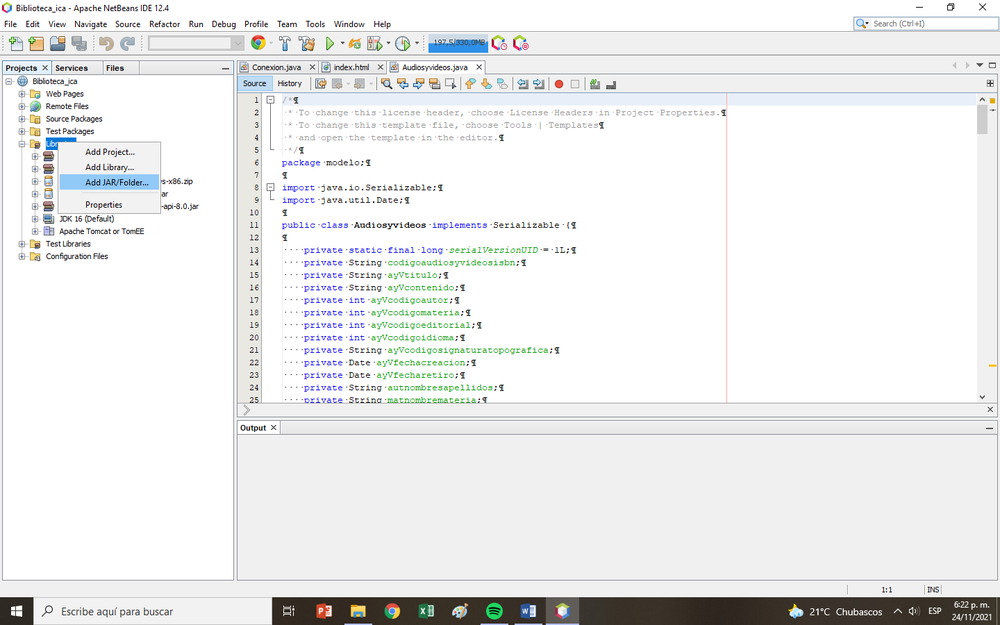 Biblioteca_ica - Apache NetBeans IDE 12.4
File Edit View Navigate Source Refactor Run Debug Profile Team Tools Window Help
Search (Ctrl+I)
197,5/330,0MB
Projects Services Files
Biblioteca_ica
Web Pages
Remote Files
Source Packages
Test Packages
Add Project...
Add Library...
Add JAR/Folder...
Properties
s-x86.zip
ar
-api-8.0.jar
JDK 16 (Default)
Apache Tomcat or TomEE
Test Libraries
Configuration Files
Conexion.java index.html Audiosyvideos.java
Source History
1 /*¶
2 * To change this license header, choose License Headers in Project Properties.¶
3 * To change this template file, choose Tools | Templates¶
4 * and open the template in the editor.¶
5 */¶
6 package modelo;¶
7 ¶
8 import java.io.Serializable;¶
9 import java.util.Date;¶
10 ¶
11 public class Audiosyvideos implements Serializable {¶
12 ¶
13 private static final long serialVersionUID = 1L;¶
14 private String codigoaudiosyvideosisbn;¶
15 private String ayVtitulo;¶
16 private String ayVcontenido;¶
17 private int ayVcodigoautor;¶
18 private int ayVcodigomateria;¶
19 private int ayVcodigoeditorial;¶
20 private int ayVcodigoidioma;¶
21 private String ayVcodigosignaturatopografica;¶
22 private Date ayVfechacreacion;¶
23 private Date ayVfecharetiro;¶
24 private String autnombresapellidos;¶
25 private String matnombremateria;¶
Output
1:1 INS
Escribe aquí para buscar
21°C Chubascos
ESP
6:22 p. m.
24/11/2021